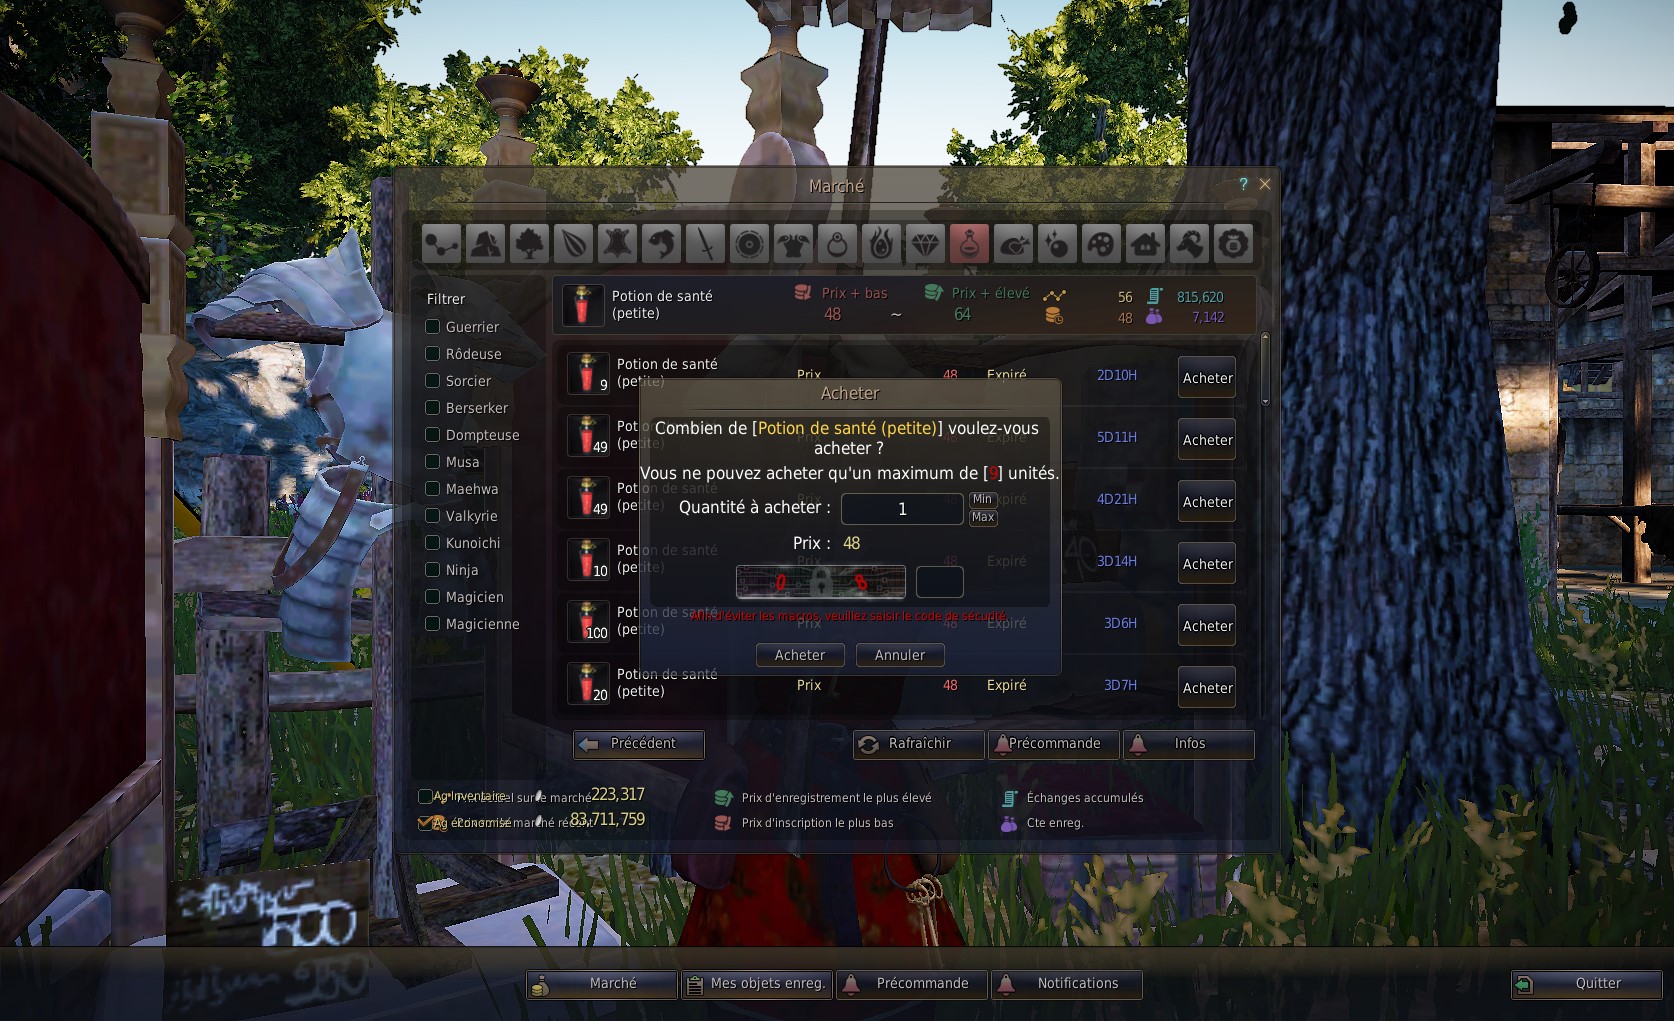 Marché
?
Filtrer
Guerrier
Rôdeuse
Sorcier
Berserker
Dompteuse
Musa
Maehwa
Valkyrie
Kunoichi
Ninja
Magicien
Magicienne
Potion de santé
(petite)
Prix + bas
48
~
Prix + élevé
64
56
48
815,620
7,142
9
Potion de santé
(petite)
Prix
48
Expiré
2D10H
Acheter
49
5D11H
Acheter
49
4D21H
Acheter
10
3D14H
Acheter
100
3D6H
Acheter
20
Potion de santé
(petite)
Prix
48
Expiré
3D7H
Acheter
Acheter
Combien de [Potion de santé (petite)] voulez-vous
acheter ?
Vous ne pouvez acheter qu'un maximum de [9] unités.
Quantité à acheter :
1
Min
Max
Prix : 48
0 8
Afin d'éviter les macros, veuillez saisir le code de sécurité
Acheter
Annuler
Précédent
Rafraîchir
Précommande
Infos
223,317
83,711,759
Prix d'enregistrement le plus élevé
Prix d'inscription le plus bas
Échanges accumulés
Cte enreg.
Marché
Mes objets enreg.
Précommande
Notifications
Quitter